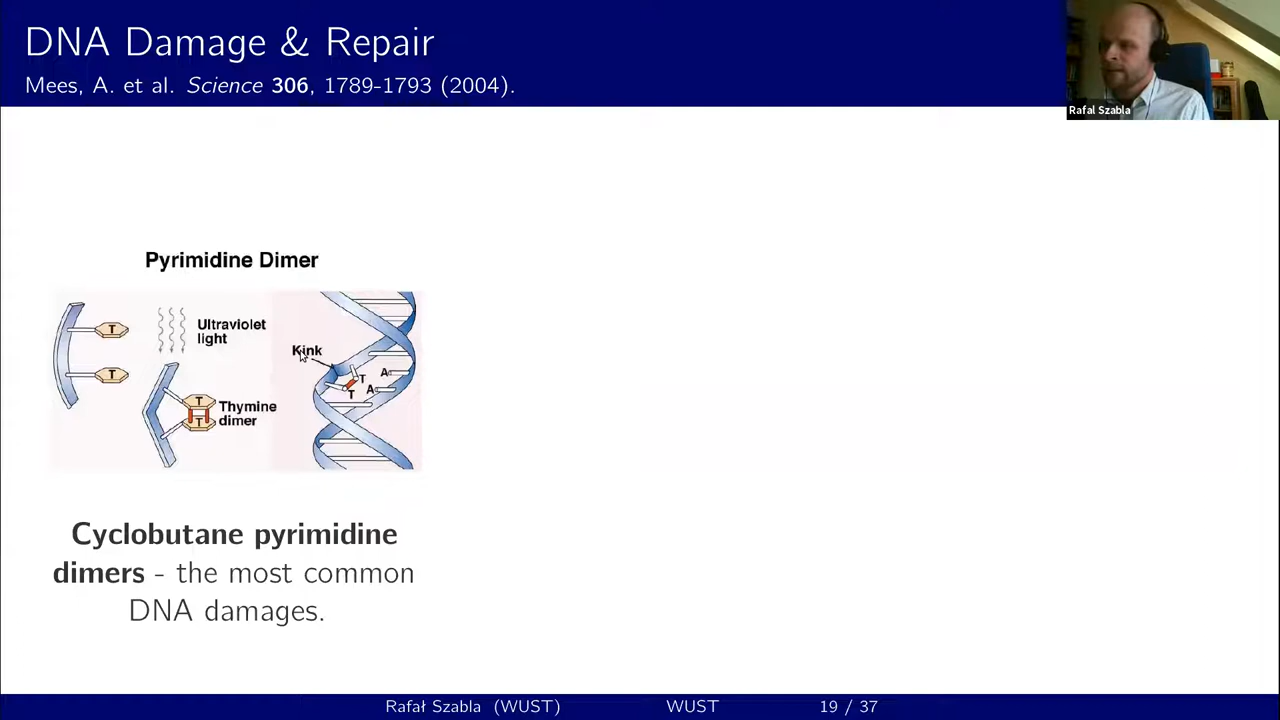 DNA Damage & Repair
Mees, A. et al. Science 306, 1789-1793 (2004).
Rafal Szabla
Pyrimidine Dimer
T
T
Ultraviolet
light
T
T
Thymine
dimer
Kink
T
T
A
A
Cyclobutane pyrimidine
dimers - the most common
DNA damages.
Rafał Szabla (WUST) WUST 19 / 37